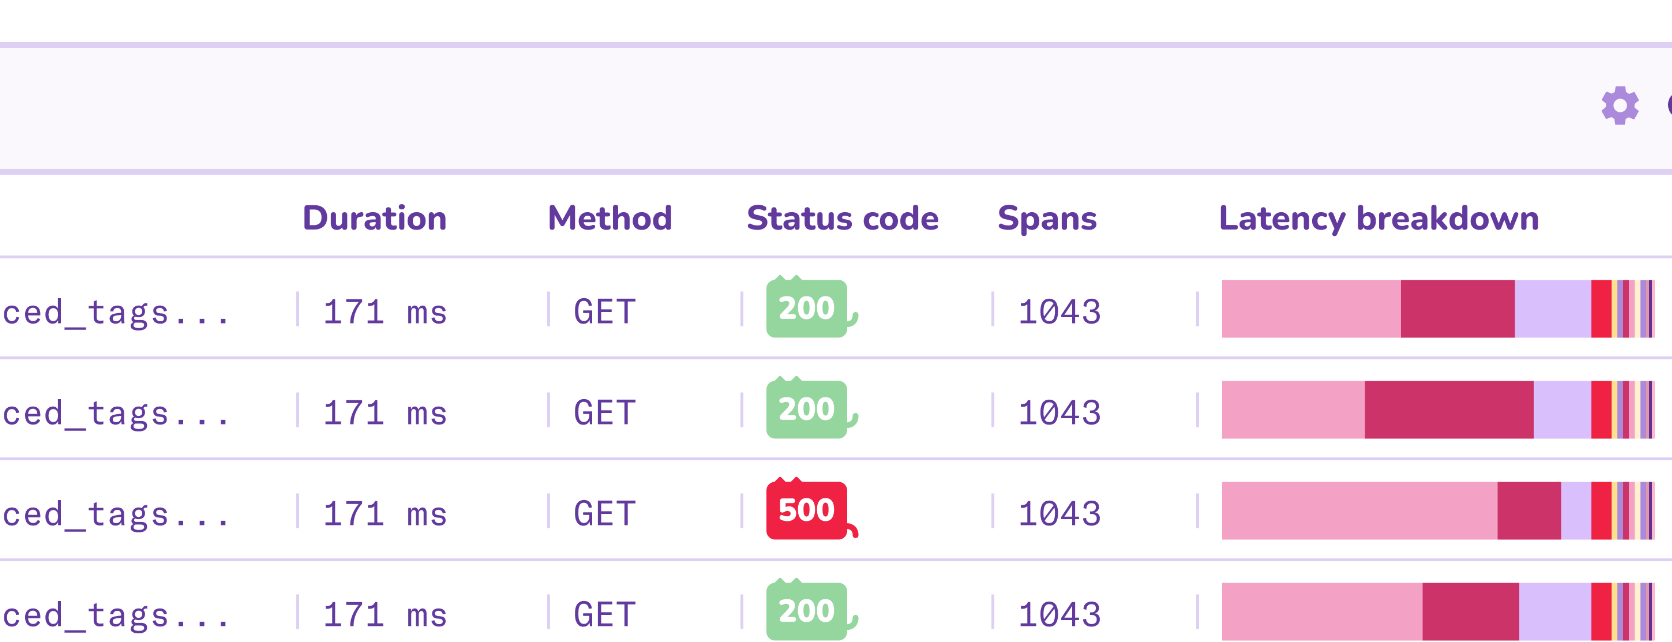 Duration Method Status code Spans Latency breakdown
ced_tags... 171 ms GET 200 1043
ced_tags... 171 ms GET 200 1043
ced_tags... 171 ms GET 500 1043
ced_tags... 171 ms GET 200 1043